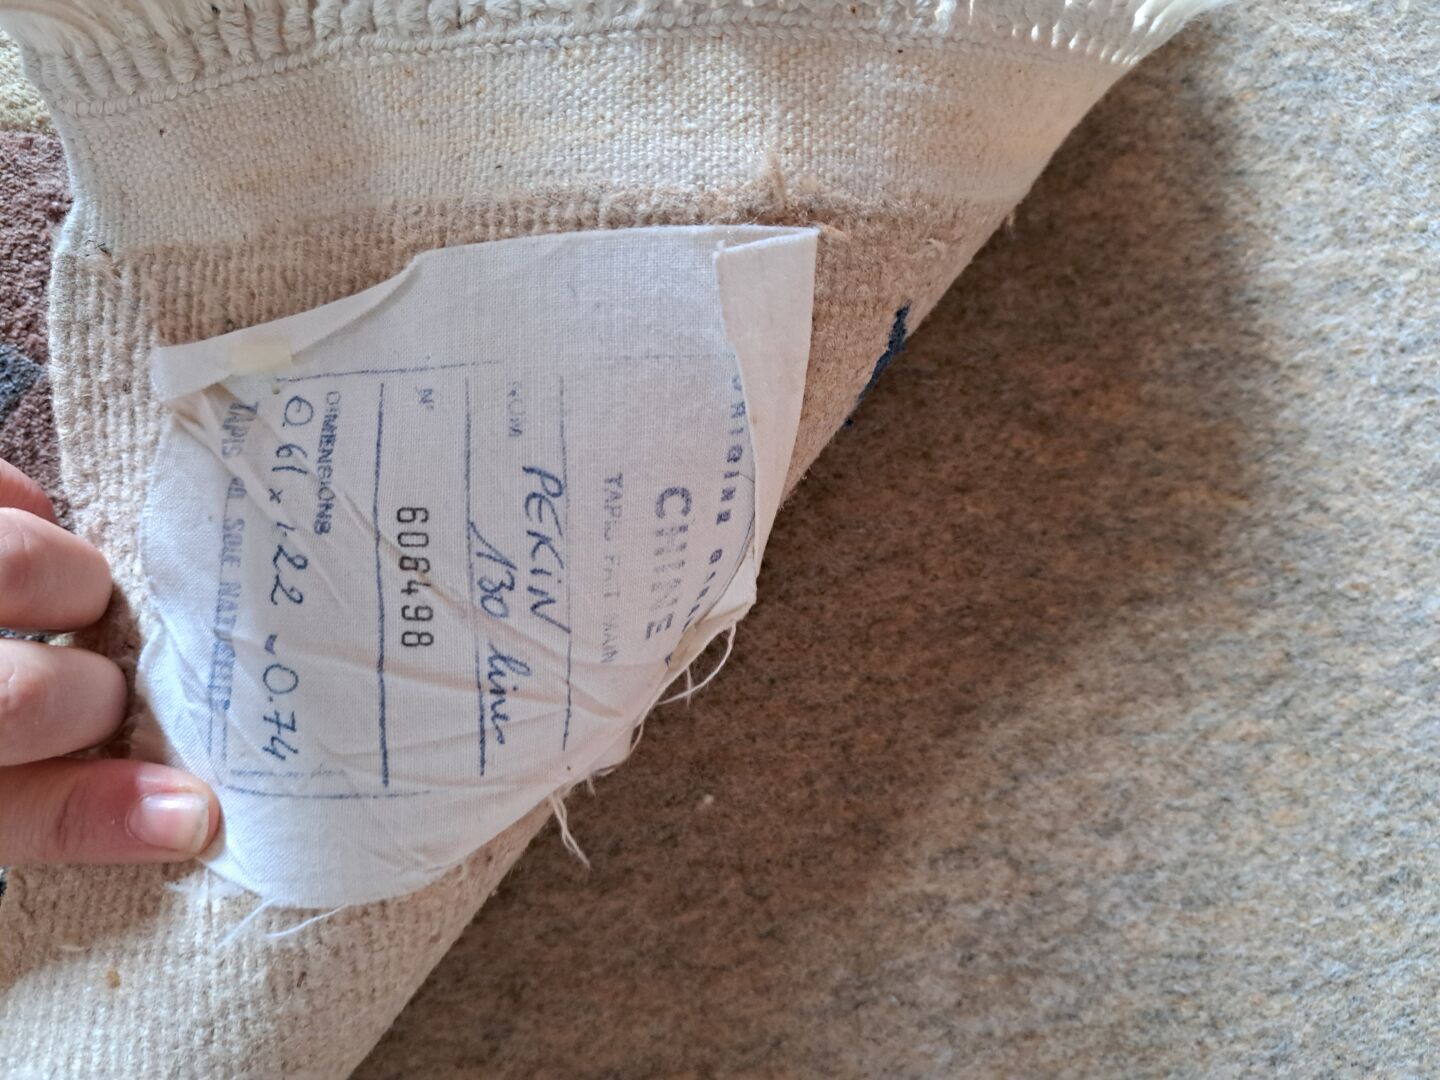 CHINE
TAPIS FAIT MAIN
NOM PEKIN
130 line
N° 608498
DIMENSIONS
0 61 x 1.22 = 0.74
TAPIS SOIE NATURELLE